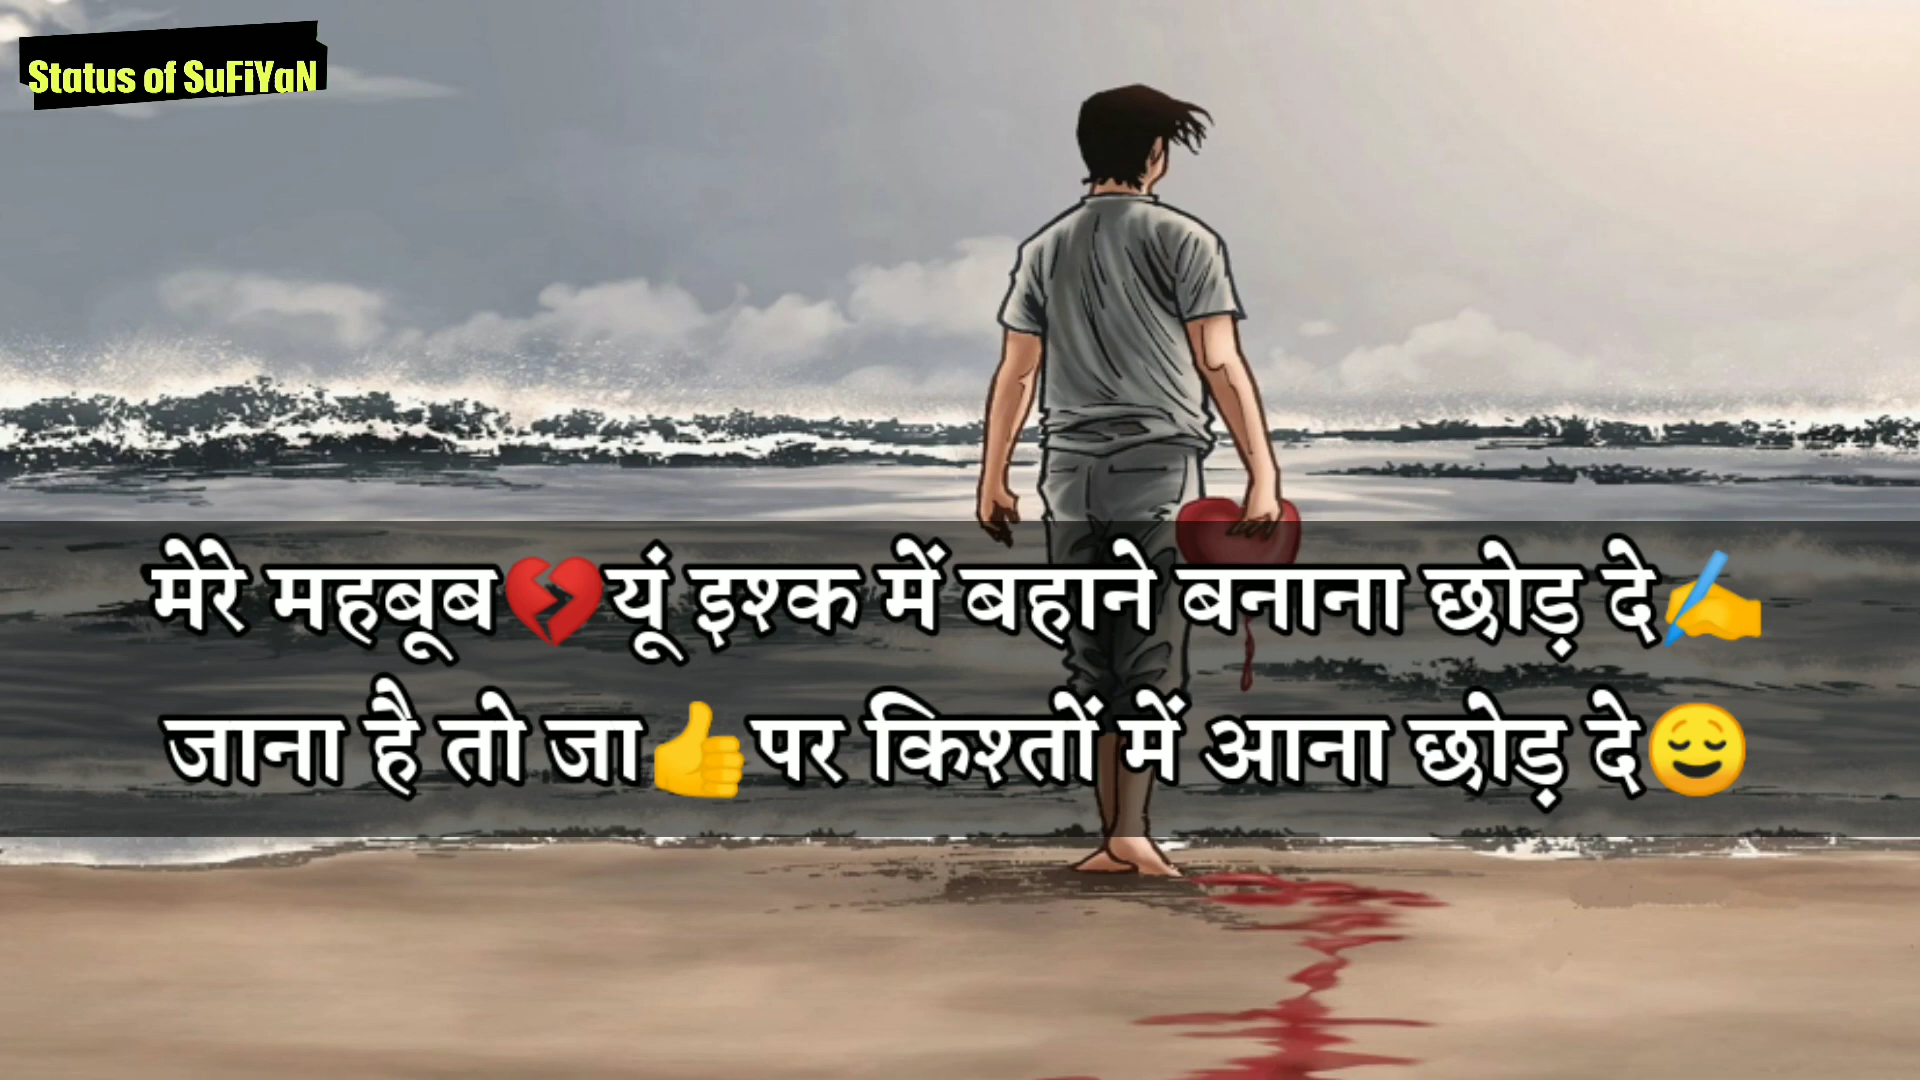 Status of SuFiYaN
मेरे महबूब💔यूं इश्क में बहाने बनाना छोड़ दे✍️
जाना है तो जा👍पर किश्तों में आना छोड़ दे😌